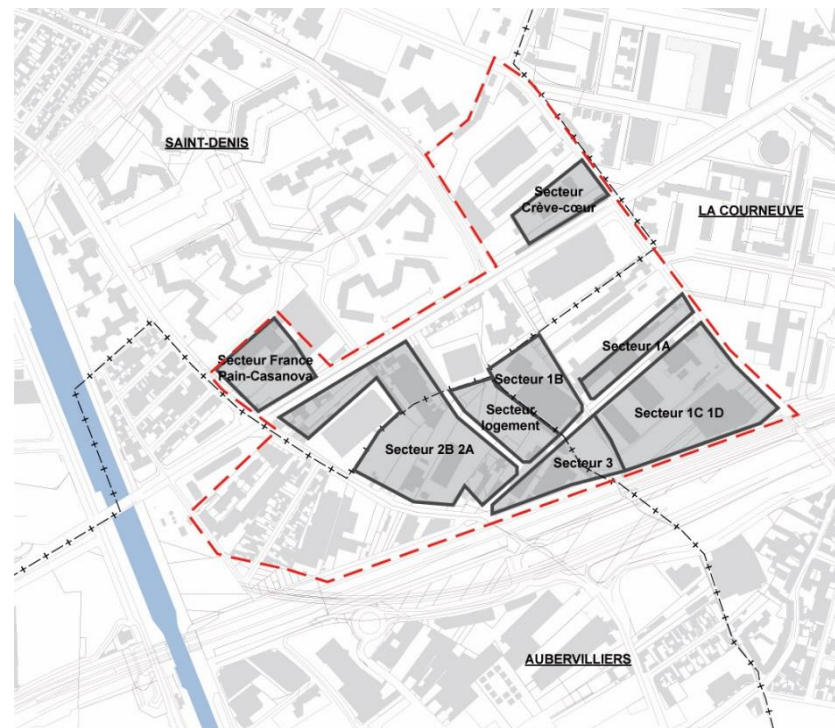 SAINT-DENIS
Secteur
Crève-cœur
LA COURNEUVE
Secteur France
Pain-Casanova
Secteur 1A
Secteur 1B
Secteur
logement
Secteur 1C 1D
Secteur 2B 2A
Secteur 3
AUBERVILLIERS